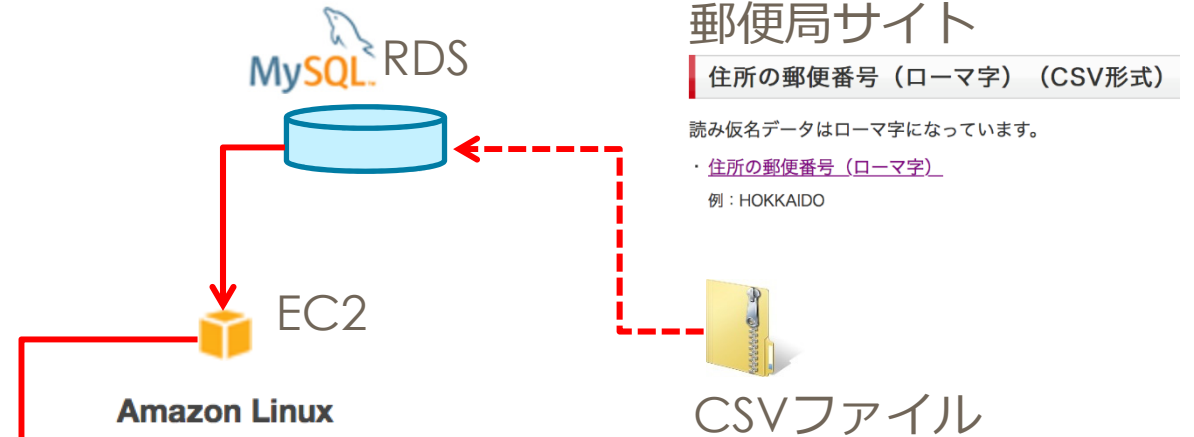 MySQL™
RDS
EC2
Amazon Linux
郵便局サイト
住所の郵便番号（ローマ字）（CSV形式）
読み仮名データはローマ字になっています。
・住所の郵便番号（ローマ字）
例：HOKKAIDO
CSVファイル